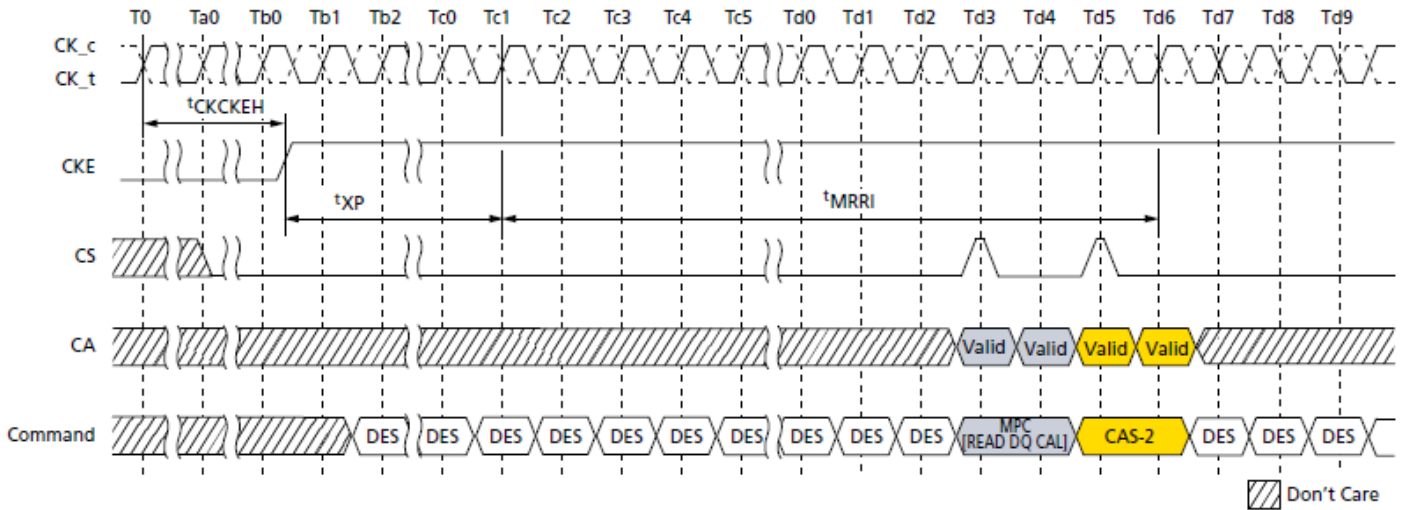 T0 Ta0 Tb0 Tb1 Tb2 Tc0 Tc1 Tc2 Tc3 Tc4 Tc5 Td0 Td1 Td2 Td3 Td4 Td5 Td6 Td7 Td8 Td9
CK_c
CK_t
tCKCKEH
CKE
tXP tMRRI
CS
CA Valid Valid Valid Valid
Command DES DES DES DES DES DES DES DES DES DES MPC [READ DQ CAL] CAS-2 DES DES DES
Don't Care